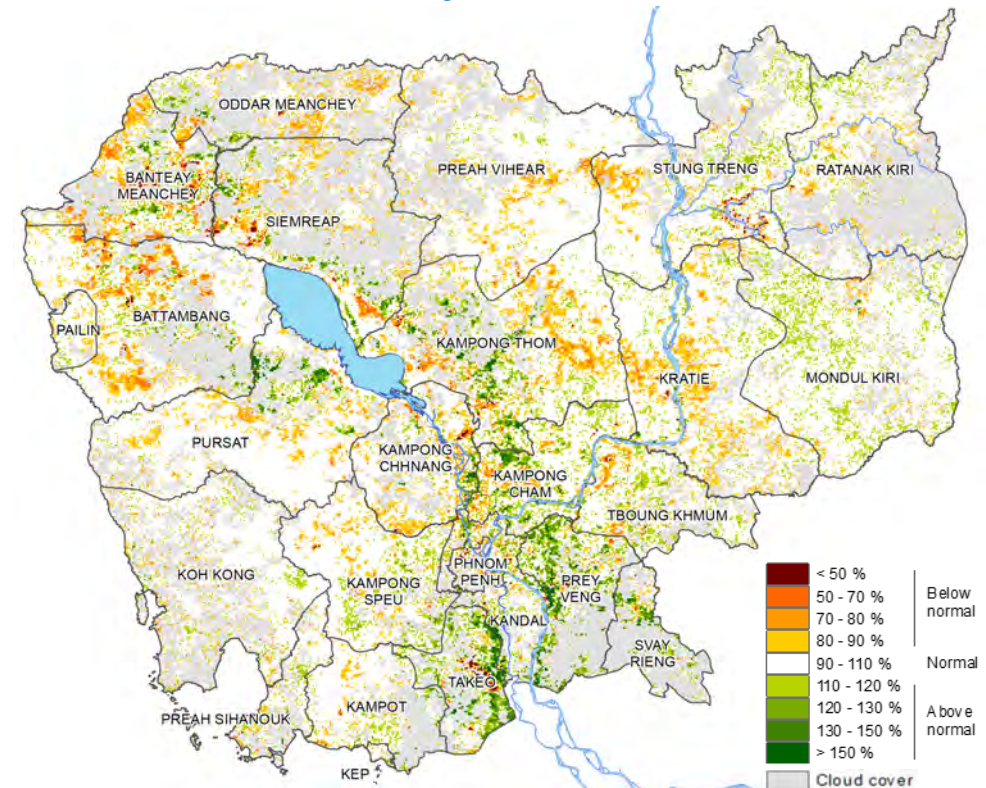 ODDAR MEANCHEY
PREAH VIHEAR
STUNG TRENG
RATANAK KIRI
BANTEAY
MEANCHEY
SIEMREAP
BATTAMBANG
PAILIN
KAMPONG THOM
KRATIE
MONDUL KIRI
PURSAT
KAMPONG
CHHNANG
KAMPONG
CHAM
TBOUNG KHMUM
KOH KONG
KAMPONG
SPEU
PHNOM
PENH
PREY
VENG
KANDAL
SVAY
RIENG
TAKEO
KAMPOT
PREAH SIHANOUK
KEP
< 50 %
50 - 70 %
70 - 80 %
80 - 90 %
Below
normal
90 - 110 %
Normal
110 - 120 %
120 - 130 %
130 - 150 %
> 150 %
Above
normal
Cloud cover